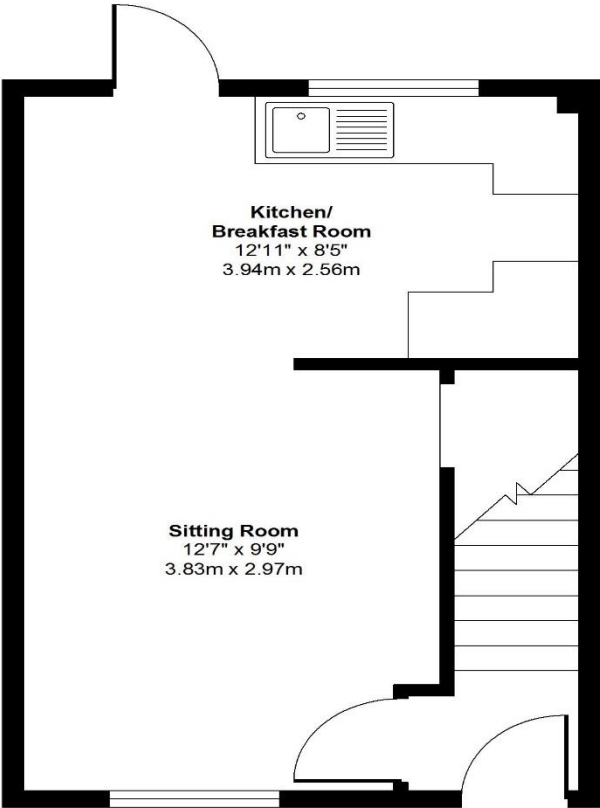 Kitchen/
Breakfast Room
12'11" x 8'5"
3.94m x 2.56m
Sitting Room
12'7" x 9'9"
3.83m x 2.97m